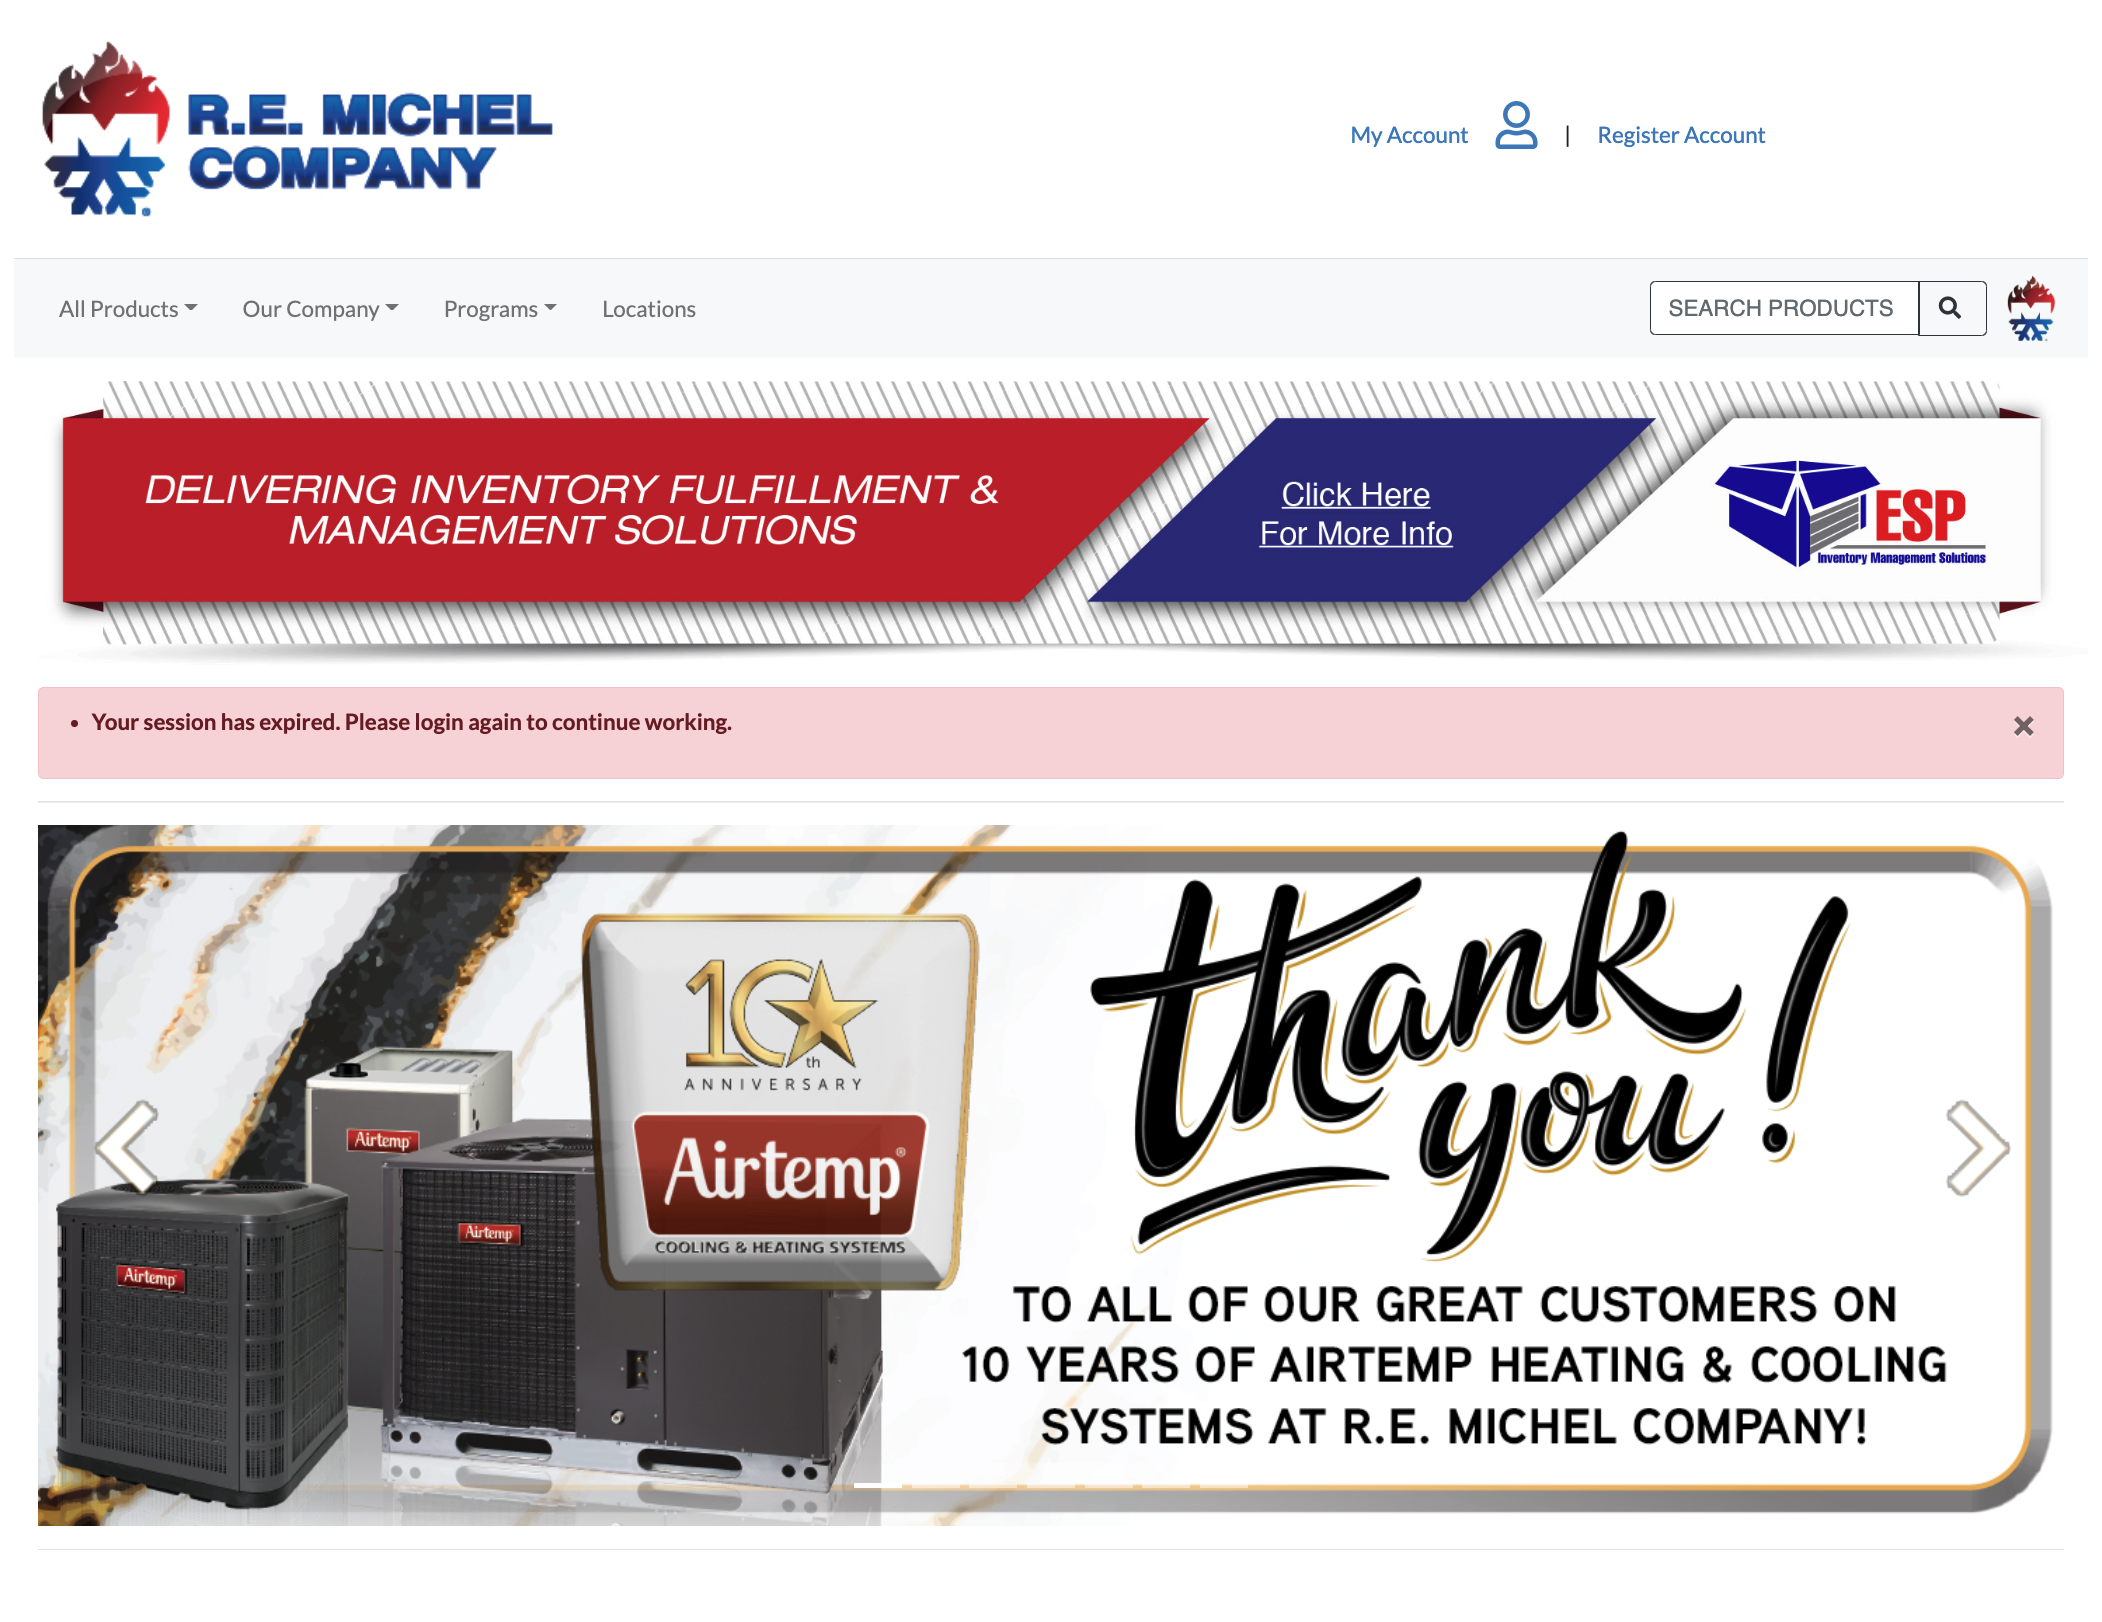 R.E. MICHEL
COMPANY
My Account | Register Account
All Products Our Company Programs Locations SEARCH PRODUCTS
DELIVERING INVENTORY FULFILLMENT &
MANAGEMENT SOLUTIONS
Click Here
For More Info
ESP
Inventory Management Solutions
Your session has expired. Please login again to continue working.
10th
ANNIVERSARY
Airtemp®
COOLING & HEATING SYSTEMS
Airtemp
Airtemp
Airtemp
thank
you!
TO ALL OF OUR GREAT CUSTOMERS ON
10 YEARS OF AIRTEMP HEATING & COOLING
SYSTEMS AT R.E. MICHEL COMPANY!